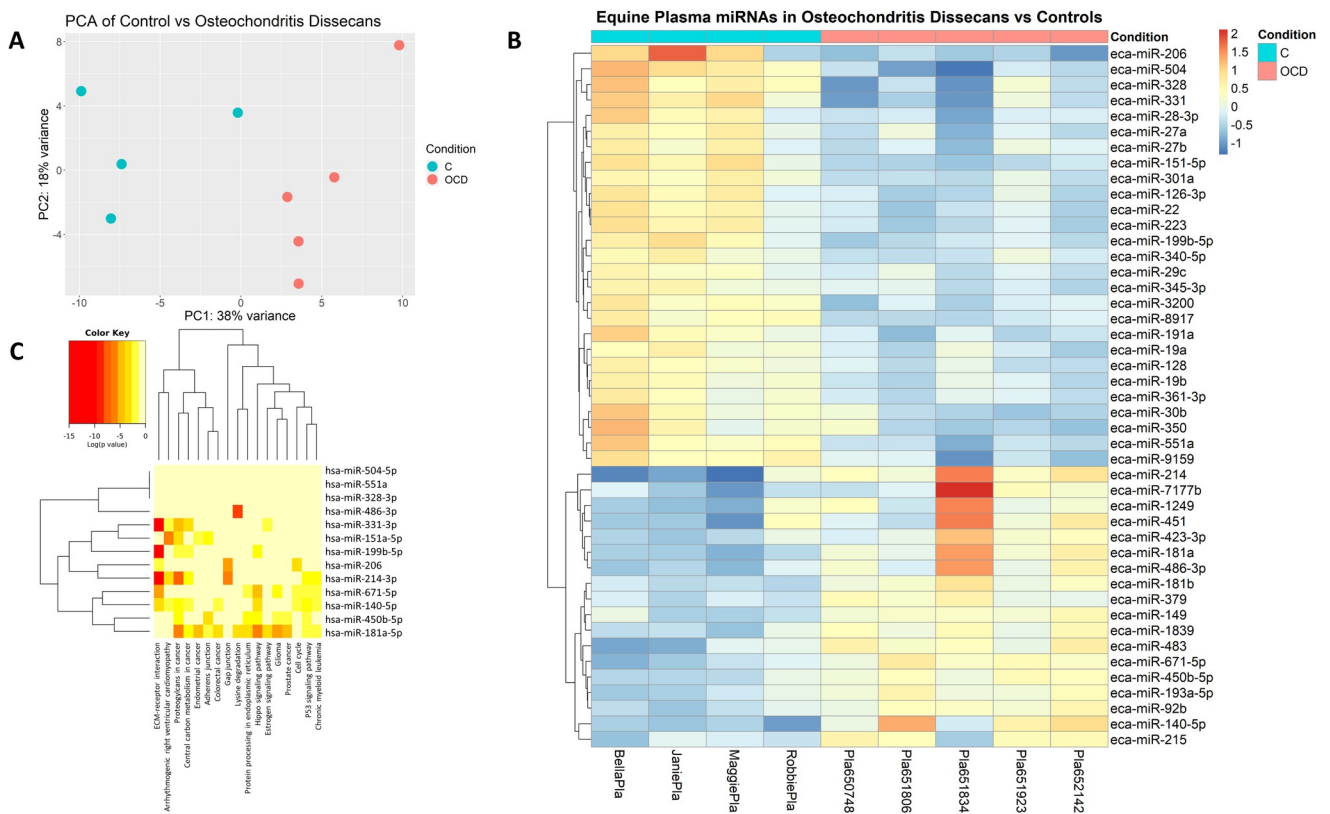 A
PCA of Control vs Osteochondritis Dissecans
8
4
0
-4
PC2: 18% variance
-10
-5
0
5
10
PC1: 38% variance
Condition
C
OCD
B
Equine Plasma miRNAs in Osteochondritis Dissecans vs Controls
Condition
eca-miR-206
eca-miR-504
eca-miR-328
eca-miR-331
eca-miR-28-3p
eca-miR-27a
eca-miR-27b
eca-miR-151-5p
eca-miR-301a
eca-miR-126-3p
eca-miR-22
eca-miR-223
eca-miR-199b-5p
eca-miR-340-5p
eca-miR-29c
eca-miR-345-3p
eca-miR-3200
eca-miR-8917
eca-miR-191a
eca-miR-19a
eca-miR-128
eca-miR-19b
eca-miR-361-3p
eca-miR-30b
eca-miR-350
eca-miR-551a
eca-miR-9159
eca-miR-214
eca-miR-7177b
eca-miR-1249
eca-miR-451
eca-miR-423-3p
eca-miR-181a
eca-miR-486-3p
eca-miR-181b
eca-miR-379
eca-miR-149
eca-miR-1839
eca-miR-483
eca-miR-671-5p
eca-miR-450b-5p
eca-miR-193a-5p
eca-miR-92b
eca-miR-140-5p
eca-miR-215
BellaPla
JaniePla
MaggiePla
RobbiePla
Pla650748
Pla651806
Pla651834
Pla651923
Pla652142
2
1.5
1
0.5
0
-0.5
-1
Condition
C
OCD
C
Color Key
-15
-10
-5
0
Log(p value)
hsa-miR-504-5p
hsa-miR-551a
hsa-miR-328-3p
hsa-miR-486-3p
hsa-miR-331-3p
hsa-miR-151a-5p
hsa-miR-199b-5p
hsa-miR-206
hsa-miR-214-3p
hsa-miR-671-5p
hsa-miR-140-5p
hsa-miR-450b-5p
hsa-miR-181a-5p
ECM-receptor interaction
Arrhythmogenic right ventricular cardiomyopathy
Proteogylcans in cancer
Central carbon metabolism in cancer
Endometrial cancer
Adherens junction
Colorectal cancer
Gap junction
Lysine degradation
Protein processing in endoplasmic reticulum
Hippo signaling pathway
Estrogen signaling pathway
Glioma
Prostate cancer
Cell cycle
P53 signaling pathway
Chronic myeloid leukemia